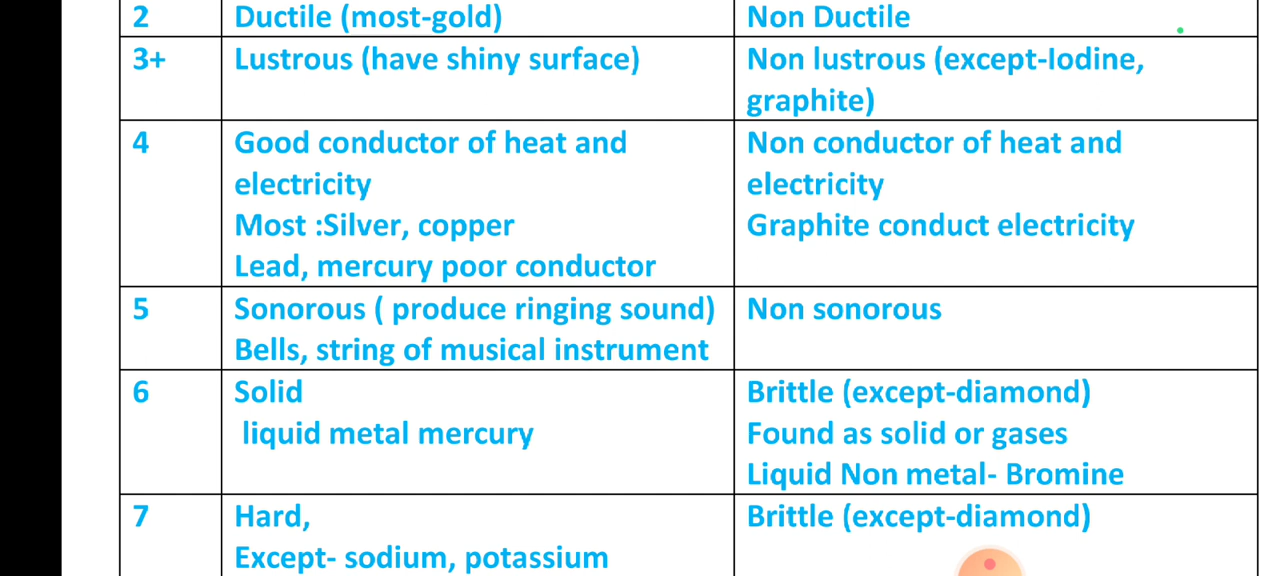 2 Ductile (most-gold) Non Ductile
3+ Lustrous (have shiny surface) Non lustrous (except-Iodine,
graphite)
4 Good conductor of heat and Non conductor of heat and
electricity electricity
Most :Silver, copper Graphite conduct electricity
Lead, mercury poor conductor
5 Sonorous ( produce ringing sound) Non sonorous
Bells, string of musical instrument
6 Solid Brittle (except-diamond)
liquid metal mercury Found as solid or gases
Liquid Non metal- Bromine
7 Hard, Brittle (except-diamond)
Except- sodium, potassium